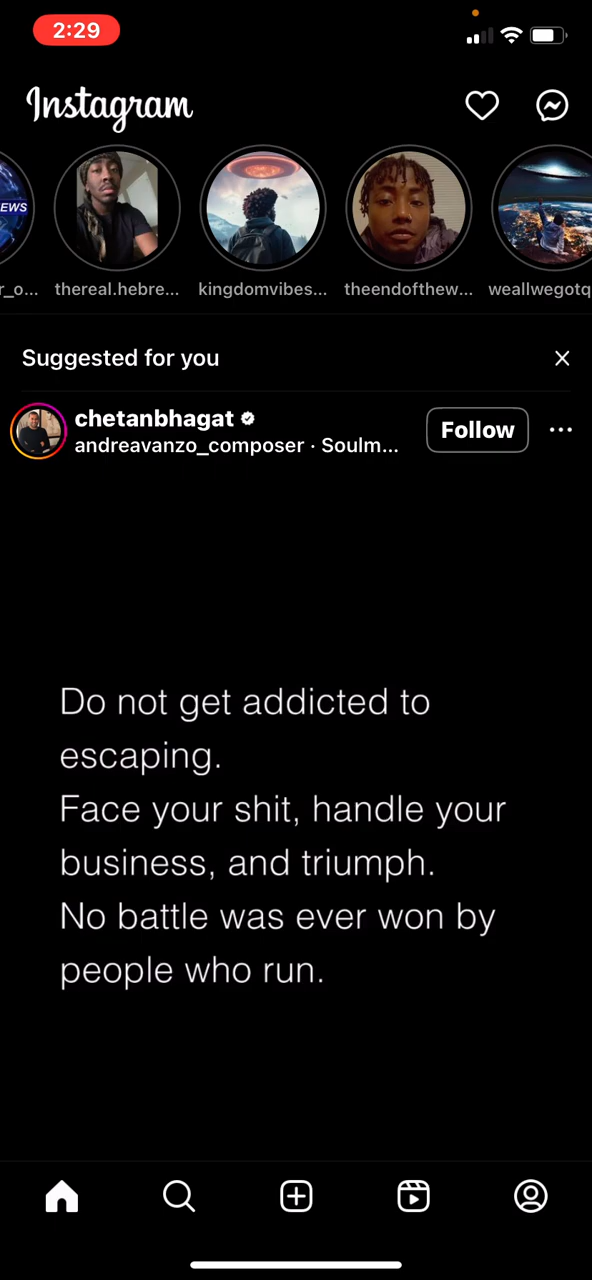 2:29
Instagram
EWS
r_o... thereal.hebre... kingdomvibes... theendofthew... weallwegotq
Suggested for you
chetanbhagat
Follow
andreavanzo_composer · Soulm...
Do not get addicted to
escaping.
Face your shit, handle your
business, and triumph.
No battle was ever won by
people who run.